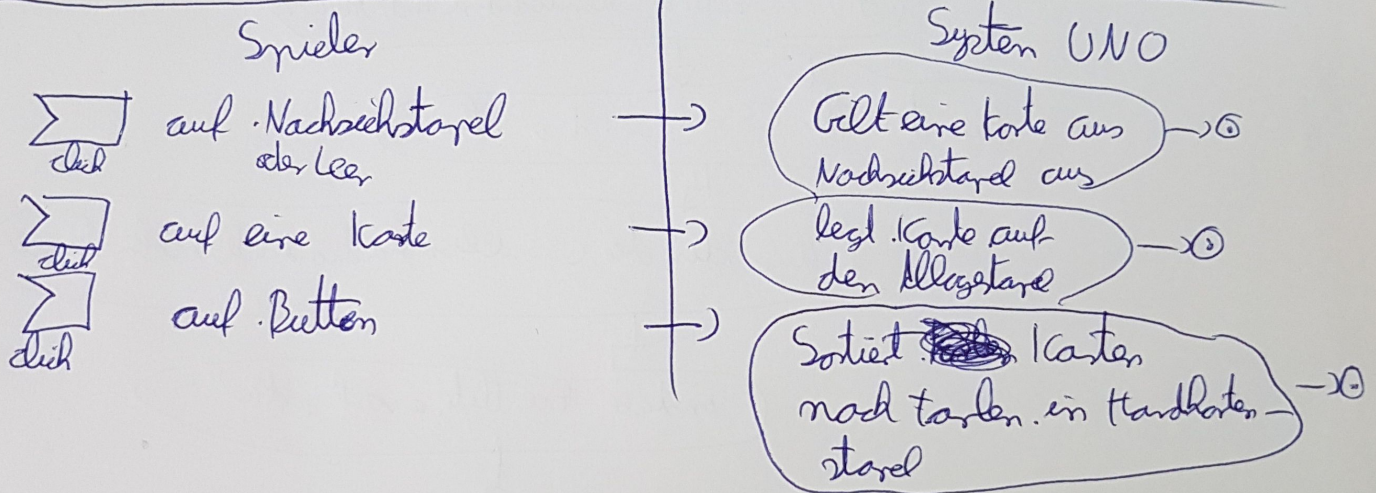 Spieler
System UNO
click auf Nachziehstapel
oder Leer
Gibt eine Karte aus
Nachziehstapel aus
click auf eine Karte
legt Karte auf
den Ablagestapel
click auf Button
Sortiert Karten
nach Farben in Handkarten-
stapel